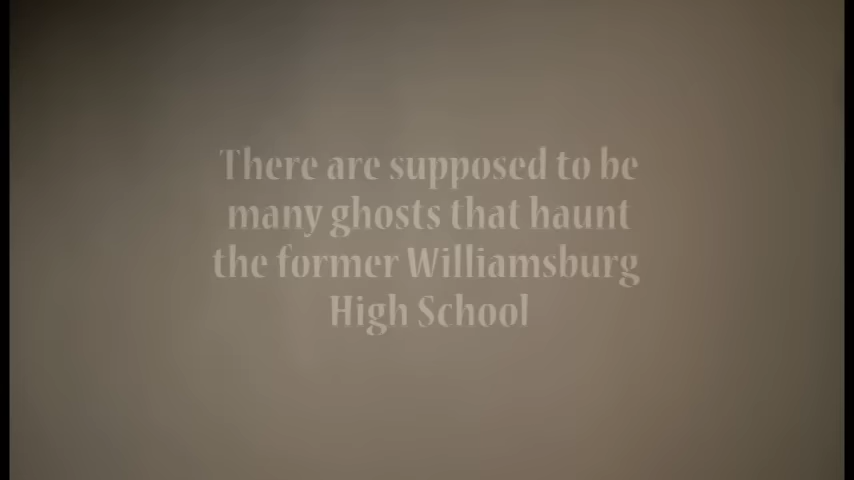 There are supposed to be
many ghosts that haunt
the former Williamsburg
High School